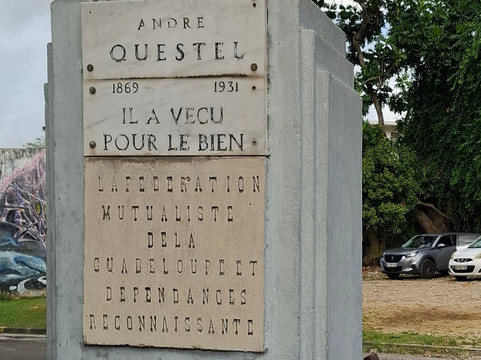 ANDRE
QUESTEL
1869 1931
IL A VECU
POUR LE BIEN
LA FEDERATION
MUTUALISTE
DE LA
GUADELOUPE ET
DEPENDANCES
RECONNAISSANTE